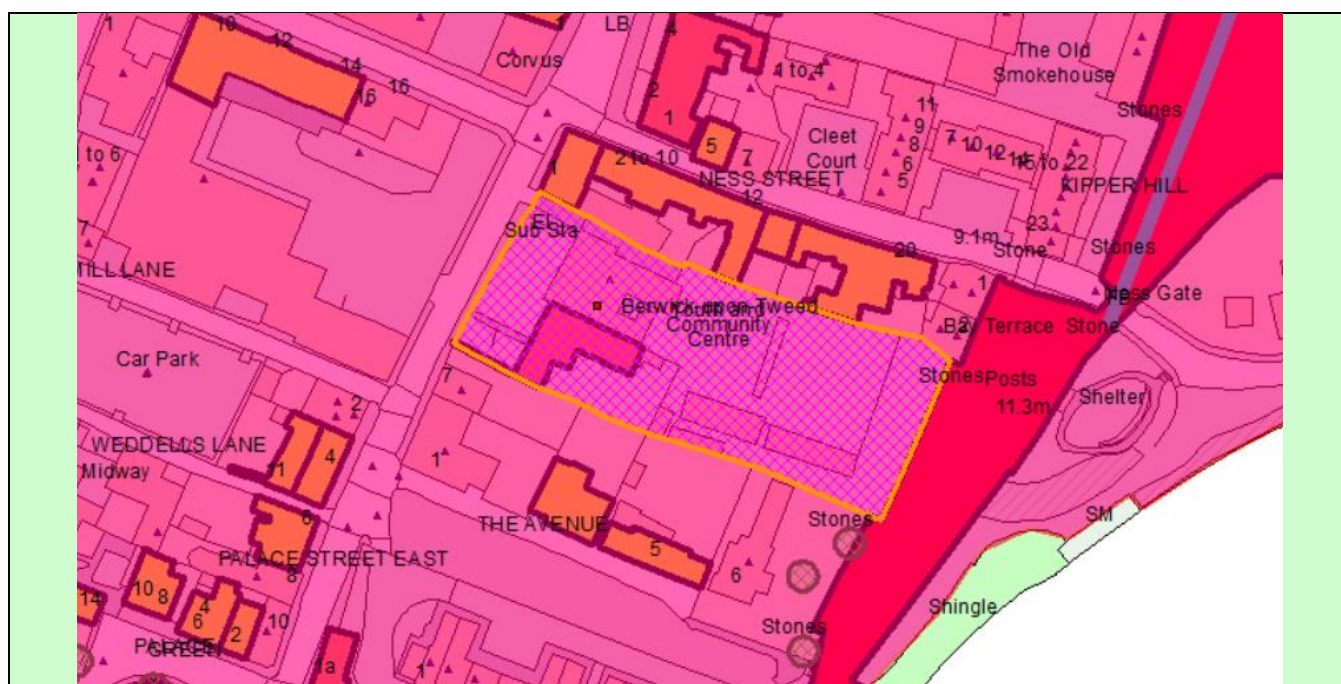 1
10
12
14
16
16
LB
Corvus
4
2
1
1 to 4
5
7
The Old
Smokehouse
Stones
11
9
8
6
5
Cleet
Court
7
10
12
14
15 to 22
1 to 6
7
1
2 to 10
NESS STREET
12
KIPPER HILL
23
El
Sub Sta
9.1m
Stone
Stones
20
MILL LANE
1
Ness Gate
Berwick-upon-Tweed
Youth and
Community
Centre
2
Bay Terrace
Stone
Car Park
7
Stones
Posts
11.3m
Shelter
2
WEDDELLS LANE
Midway
11
4
1
SM
THE AVENUE
Stones
6
5
PALACE STREET EAST
8
6
10
8
14
4
6
2
10
Shingle
PALACE
GREEN
Stones
1a
1